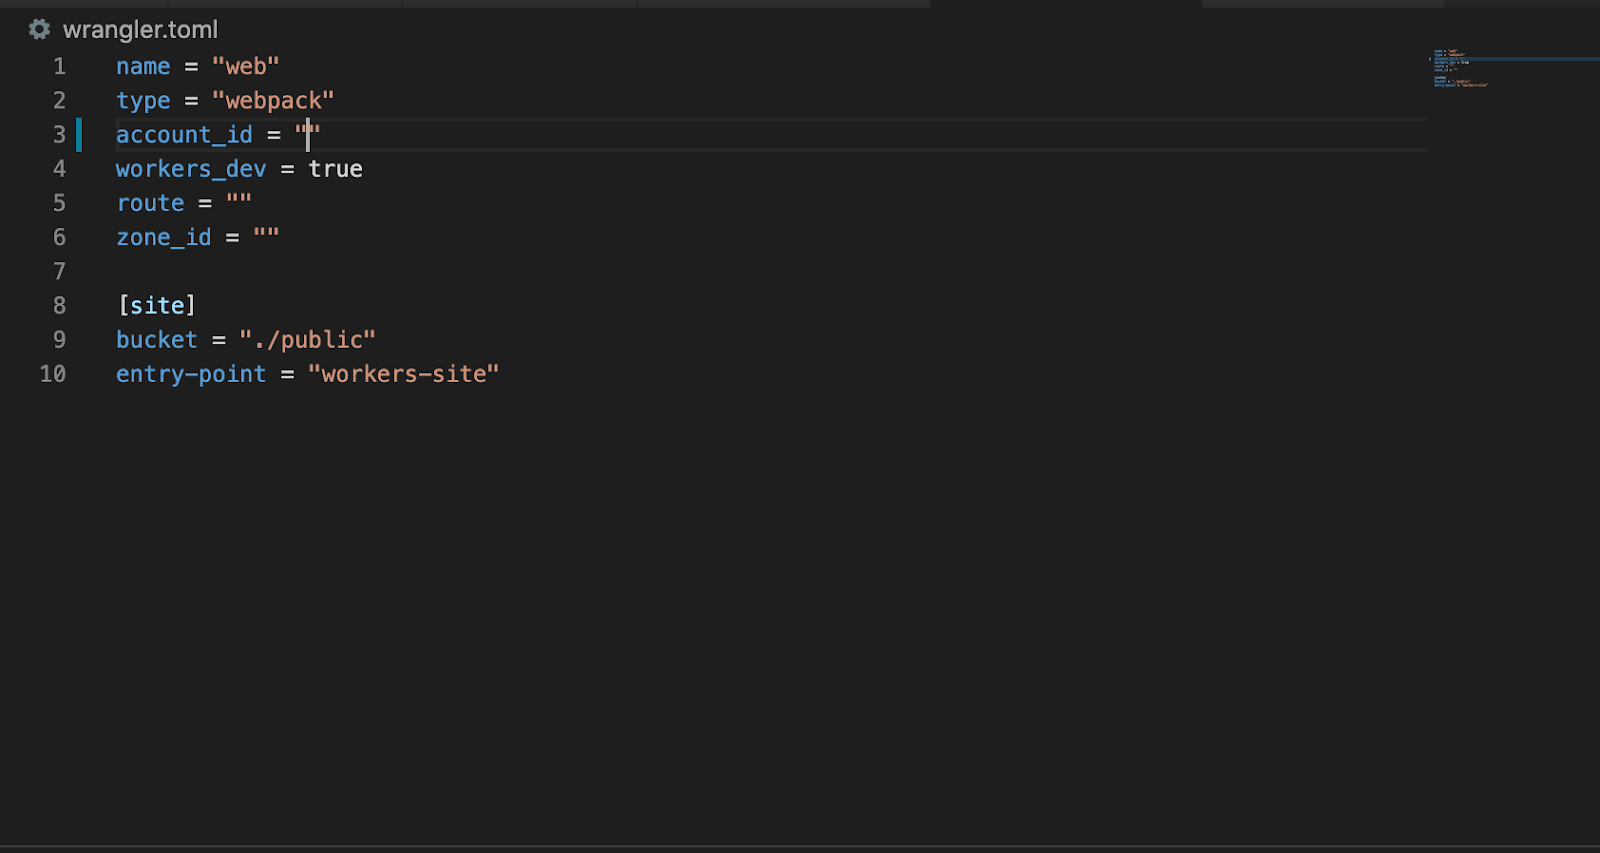 wrangler.toml
1 name = "web"
2 type = "webpack"
3 account_id = ""
4 workers_dev = true
5 route = ""
6 zone_id = ""
7
8 [site]
9 bucket = "./public"
10 entry-point = "workers-site"